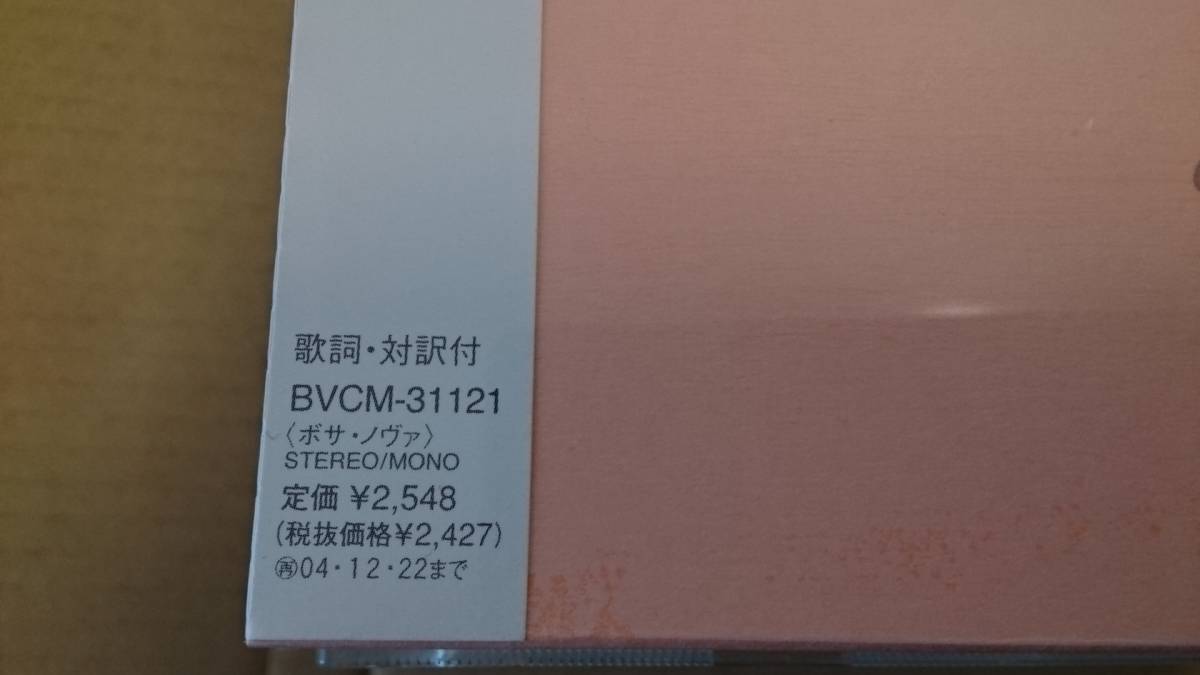 歌詞・対訳付
BVCM-31121
〈ボサ・ノヴァ〉
STEREO/MONO
定価 ¥2,548
(税抜価格¥2,427)
㊢04・12・22まで